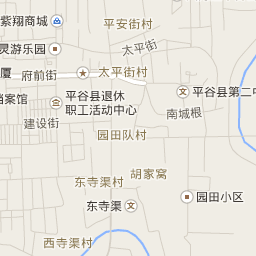 平安街村
紫翔商城
太平街
灵游乐园
厦
府前街
太平街村
档案馆
平谷县退休
职工活动中心
平谷县第二中
南城根
建设街
园田队村
胡家窝
东寺渠村
园田小区
东寺渠
西寺渠村